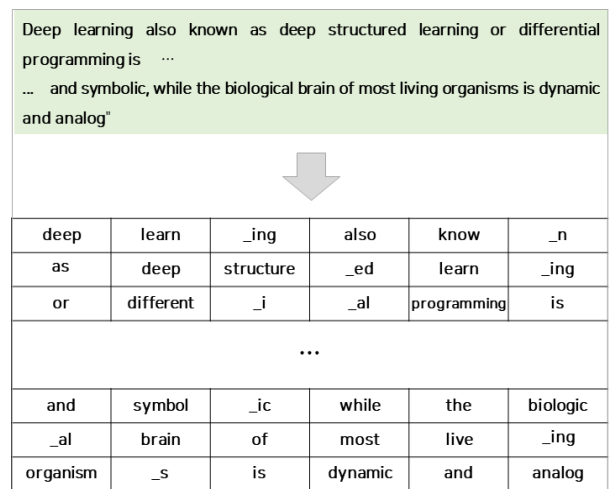 Deep learning also known as deep structured learning or differential
programming is ...
... and symbolic, while the biological brain of most living organisms is dynamic
and analog"
deep learn _ing also know _n
as deep structure _ed learn _ing
or different _i _al programming is
...
and symbol _ic while the biologic
_al brain of most live _ing
organism _s is dynamic and analog